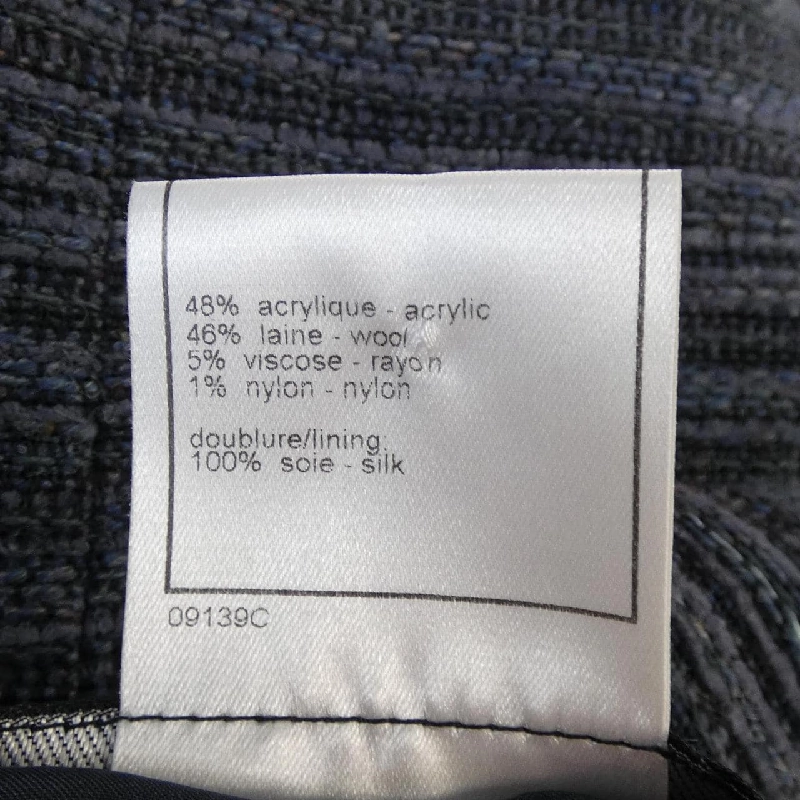 48% acrylique - acrylic
46% laine - wool
5% viscose - rayon
1% nylon - nylon
doublure/lining:
100% soie - silk
09139C